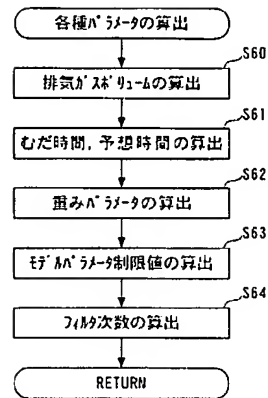 各種ﾊﾟﾗﾒｰﾀの算出
S60
排気ｶﾞｽﾎﾞﾘｭｰﾑの算出
S61
むだ時間,予想時間の算出
S62
重みﾊﾟﾗﾒｰﾀの算出
S63
ﾓﾃﾞﾙﾊﾟﾗﾒｰﾀ制限値の算出
S64
ﾌｨﾙﾀ次数の算出
RETURN